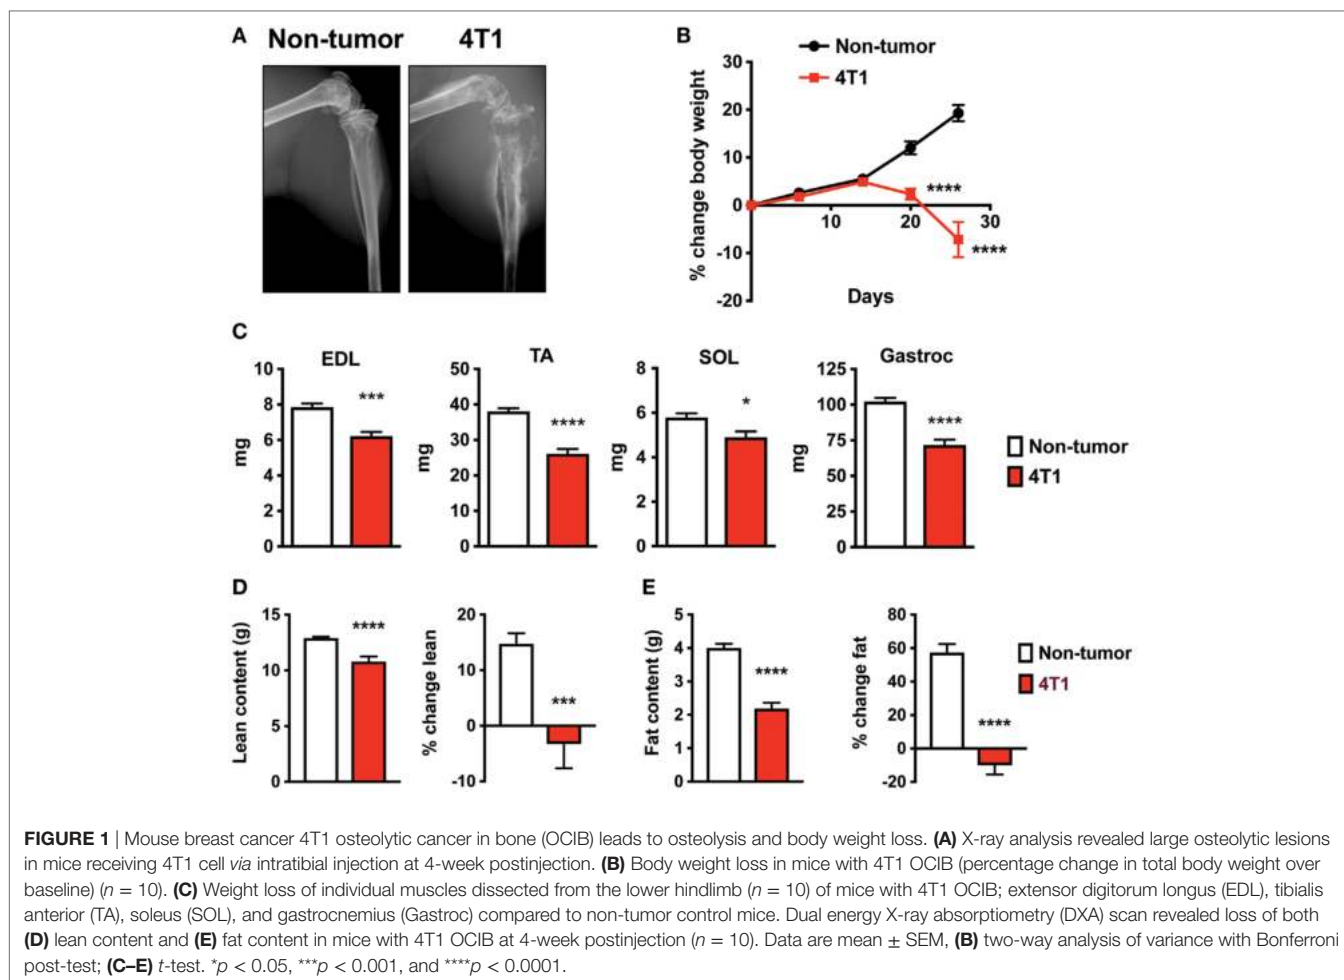 A Non-tumor 4T1
B
Non-tumor
4T1
30
20
10
0
-10
-20
% change body weight
10 20 30
Days
****
****
C
EDL
10
8
6
4
2
0
mg
***
TA
50
40
30
20
10
0
mg
****
SOL
8
6
4
2
0
mg
*
Gastroc
125
100
75
50
25
0
mg
****
Non-tumor
4T1
D
15
10
5
0
Lean content (g)
****
20
10
0
-10
% change lean
***
E
5
4
3
2
1
0
Fat content (g)
****
80
60
40
20
0
-20
% change fat
****
Non-tumor
4T1
FIGURE 1 | Mouse breast cancer 4T1 osteolytic cancer in bone (OCIB) leads to osteolysis and body weight loss. (A) X-ray analysis revealed large osteolytic lesions
in mice receiving 4T1 cell via intratibial injection at 4-week postinjection. (B) Body weight loss in mice with 4T1 OCIB (percentage change in total body weight over
baseline) (n = 10). (C) Weight loss of individual muscles dissected from the lower hindlimb (n = 10) of mice with 4T1 OCIB; extensor digitorum longus (EDL), tibialis
anterior (TA), soleus (SOL), and gastrocnemius (Gastroc) compared to non-tumor control mice. Dual energy X-ray absorptiometry (DXA) scan revealed loss of both
(D) lean content and (E) fat content in mice with 4T1 OCIB at 4-week postinjection (n = 10). Data are mean ± SEM, (B) two-way analysis of variance with Bonferroni
post-test; (C–E) t-test. *p < 0.05, ***p < 0.001, and ****p < 0.0001.